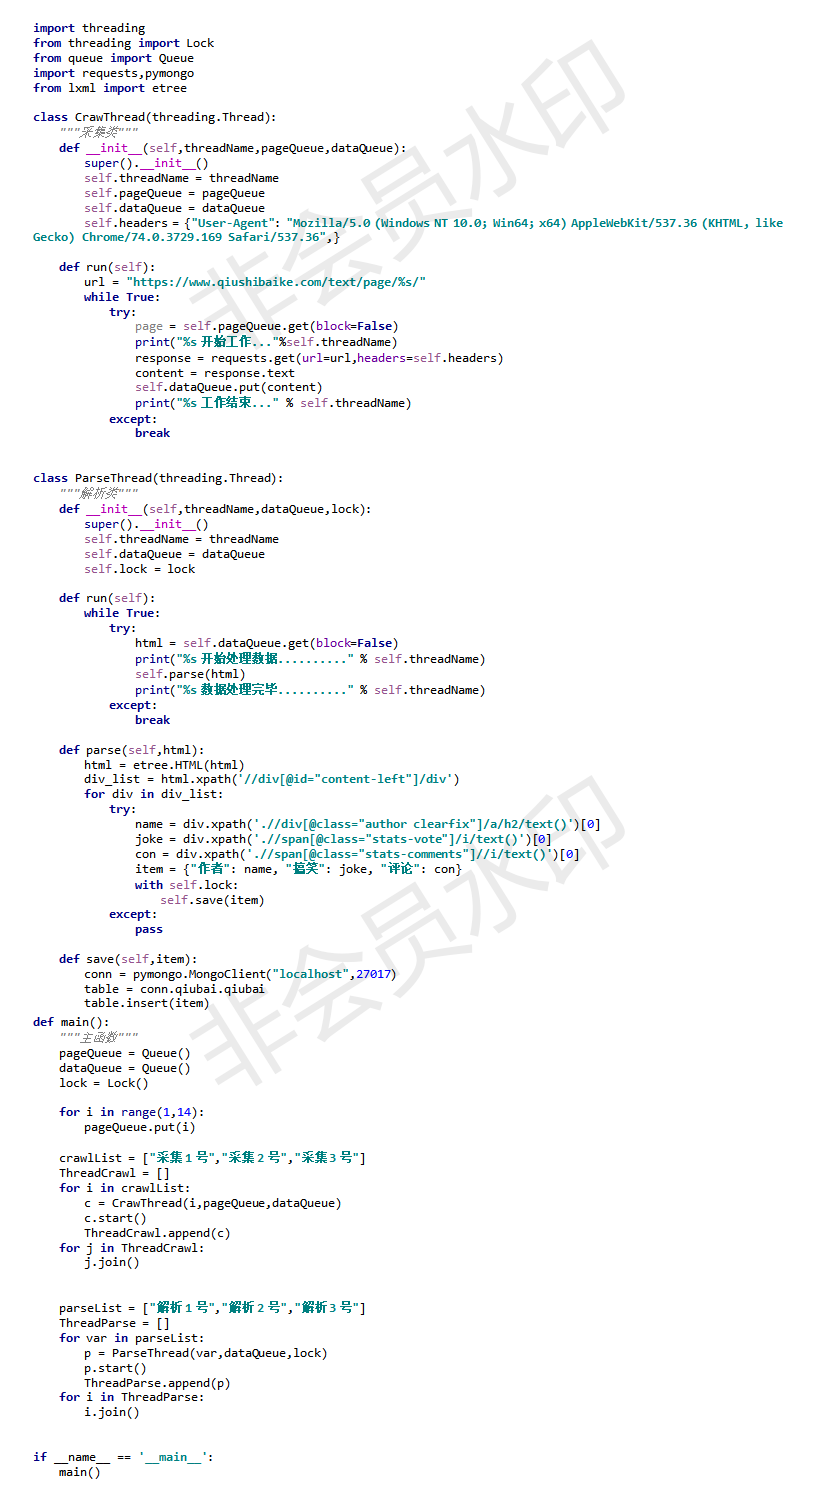 import threading
from threading import Lock
from queue import Queue
import requests,pymongo
from lxml import etree
class CrawThread(threading.Thread):
"""采集类"""
def __init__(self,threadName,pageQueue,dataQueue):
super().__init__()
self.threadName = threadName
self.pageQueue = pageQueue
self.dataQueue = dataQueue
self.headers = {"User-Agent": "Mozilla/5.0 (Windows NT 10.0; Win64; x64) AppleWebKit/537.36 (KHTML, like
Gecko) Chrome/74.0.3729.169 Safari/537.36",}
def run(self):
url = "https://www.qiushibaike.com/text/page/%s/"
while True:
try:
page = self.pageQueue.get(block=False)
print("%s 开始工作..."%self.threadName)
response = requests.get(url=url,headers=self.headers)
content = response.text
self.dataQueue.put(content)
print("%s 工作结束..." % self.threadName)
except:
break
class ParseThread(threading.Thread):
"""解析类"""
def __init__(self,threadName,dataQueue,lock):
super().__init__()
self.threadName = threadName
self.dataQueue = dataQueue
self.lock = lock
def run(self):
while True:
try:
html = self.dataQueue.get(block=False)
print("%s 开始处理数据.........." % self.threadName)
self.parse(html)
print("%s 数据处理完毕.........." % self.threadName)
except:
break
def parse(self,html):
html = etree.HTML(html)
div_list = html.xpath('//div[@id="content-left"]/div')
for div in div_list:
try:
name = div.xpath('.//div[@class="author clearfix"]/a/h2/text()')[0]
joke = div.xpath('.//span[@class="stats-vote"]/i/text()')[0]
con = div.xpath('.//span[@class="stats-comments"]//i/text()')[0]
item = {"作者": name, "搞笑": joke, "评论": con}
with self.lock:
self.save(item)
except:
pass
def save(self,item):
conn = pymongo.MongoClient("localhost",27017)
table = conn.qiubai.qiubai
table.insert(item)
def main():
"""主函数"""
pageQueue = Queue()
dataQueue = Queue()
lock = Lock()
for i in range(1,14):
pageQueue.put(i)
crawlList = ["采集1号","采集2号","采集3号"]
ThreadCrawl = []
for i in crawlList:
c = CrawThread(i,pageQueue,dataQueue)
c.start()
ThreadCrawl.append(c)
for j in ThreadCrawl:
j.join()
parseList = ["解析1号","解析2号","解析3号"]
ThreadParse = []
for var in parseList:
p = ParseThread(var,dataQueue,lock)
p.start()
ThreadParse.append(p)
for i in ThreadParse:
i.join()
if __name__ == '__main__':
main()
非会员水印
非会员水印